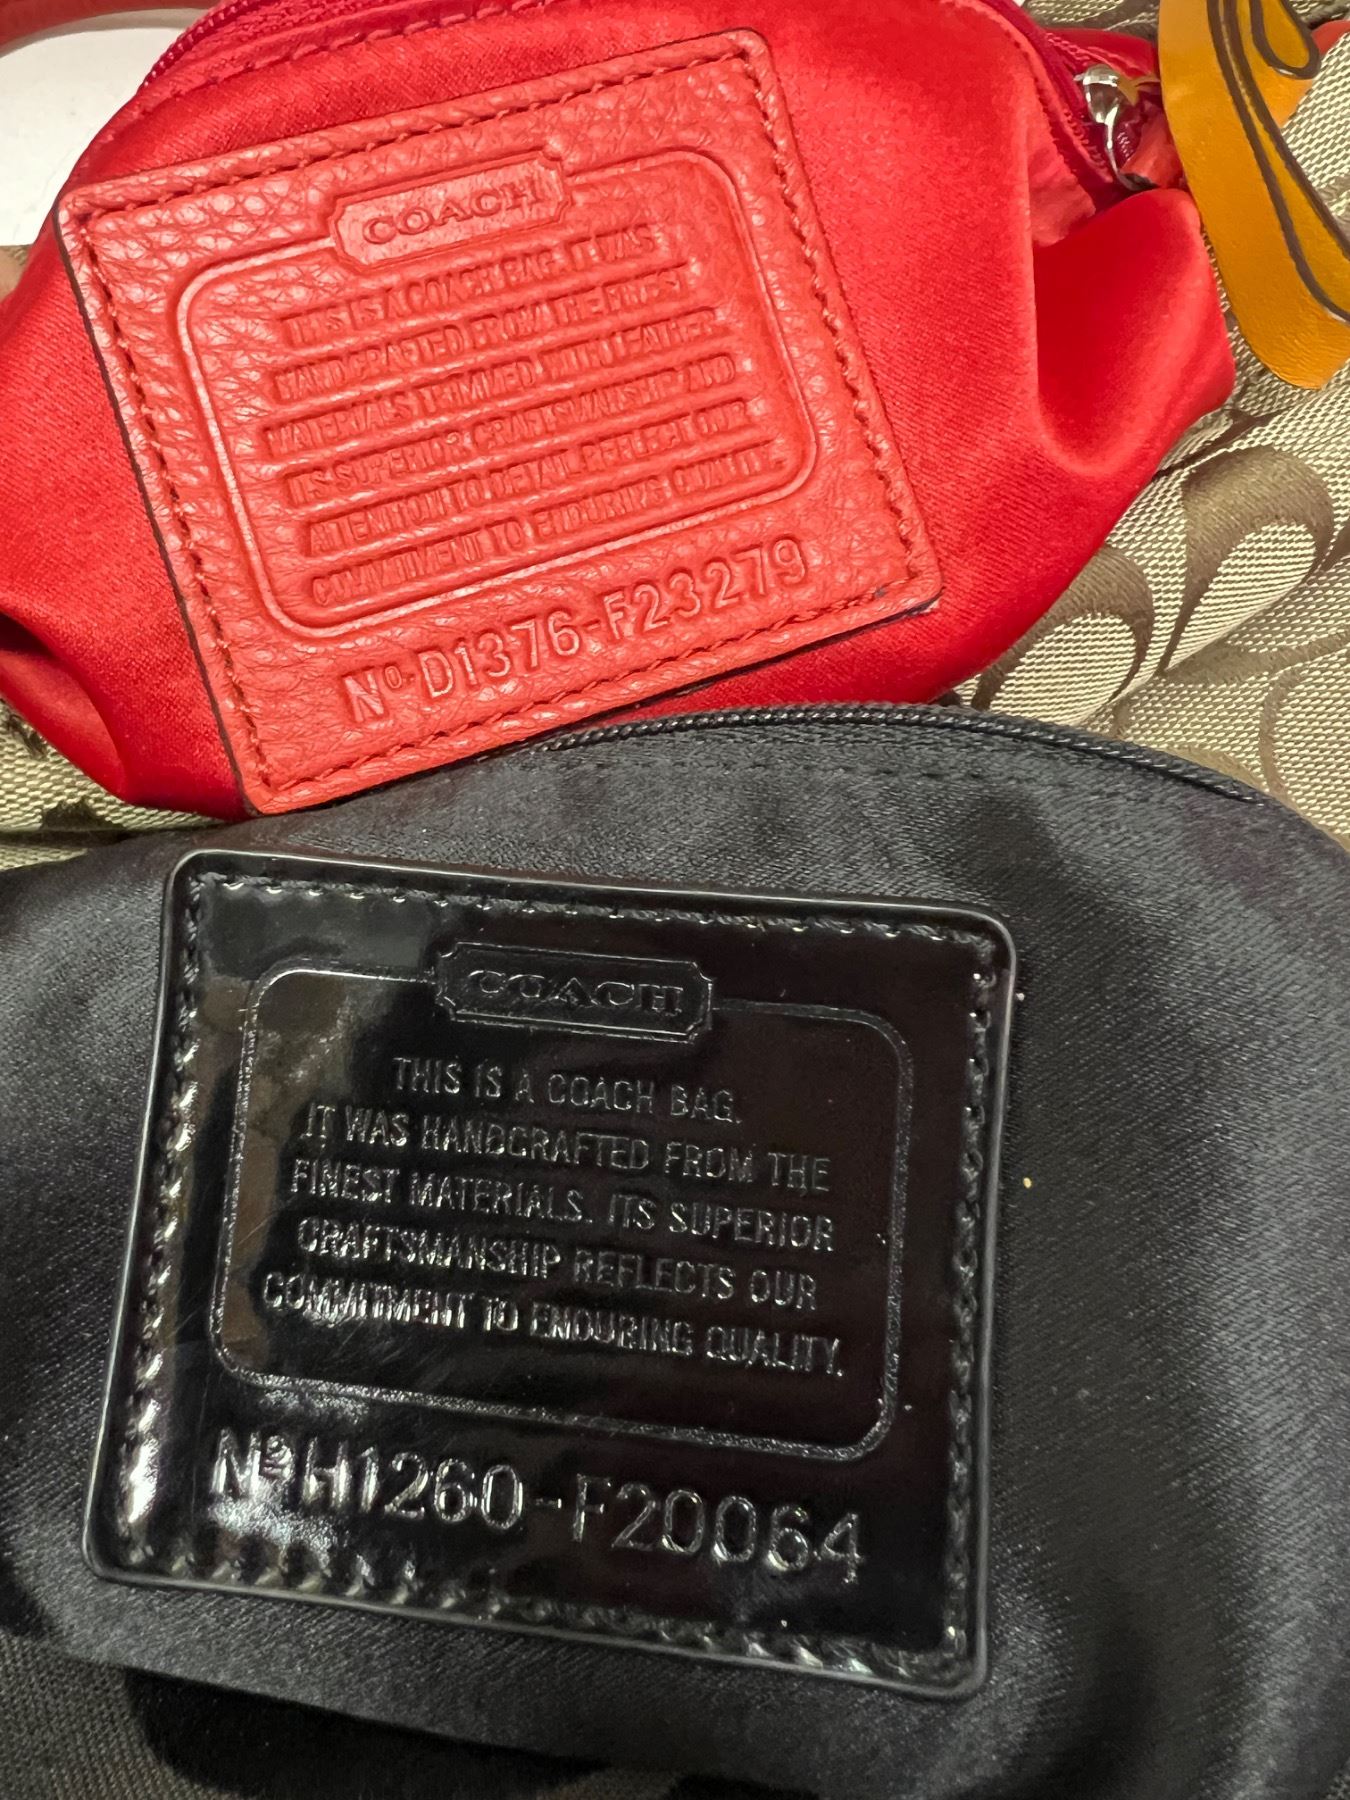 COACH
THIS IS A COACH BAG. IT WAS
HANDCRAFTED FROM THE FINEST
MATERIALS TRIMMED WITH LEATHER.
ITS SUPERIOR CRAFTSMANSHIP AND
ATTENTION TO DETAIL REFLECT OUR
COMMITMENT TO ENDURING QUALITY.
Nº D1376-F23279
COACH
THIS IS A COACH BAG.
IT WAS HANDCRAFTED FROM THE
FINEST MATERIALS. ITS SUPERIOR
CRAFTSMANSHIP REFLECTS OUR
COMMITMENT TO ENDURING QUALITY.
Nº H1260-F20064